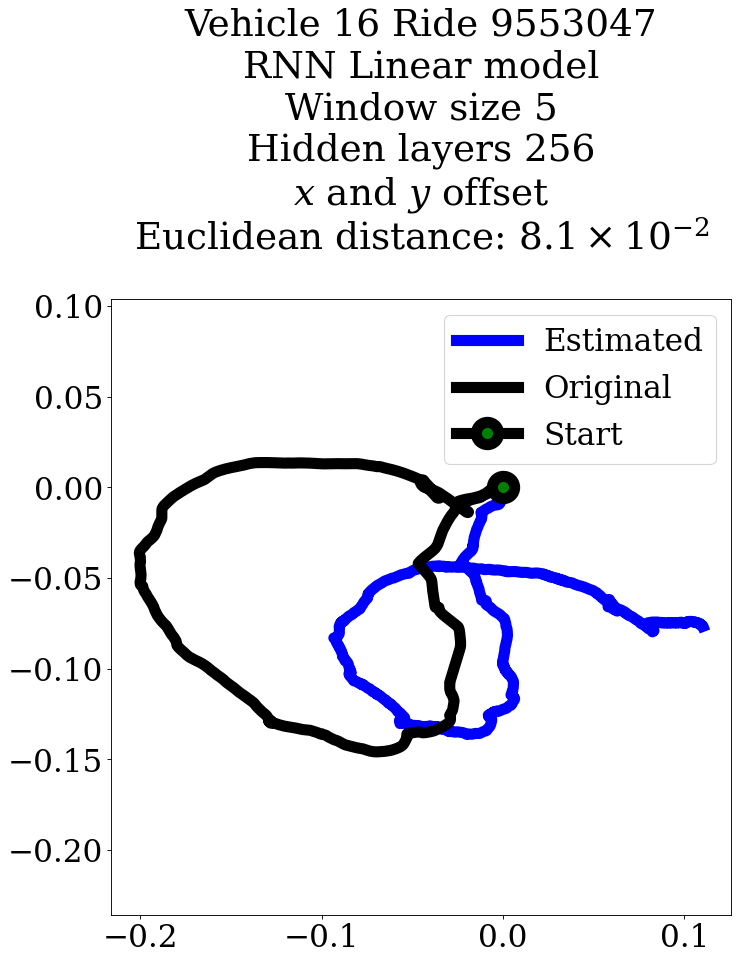 Vehicle 16 Ride 9553047
RNN Linear model
Window size 5
Hidden layers 256
x and y offset
Euclidean distance: 8.1 × 10⁻²
Estimated
Original
Start
0.10
0.05
0.00
−0.05
−0.10
−0.15
−0.20
−0.2
−0.1
0.0
0.1